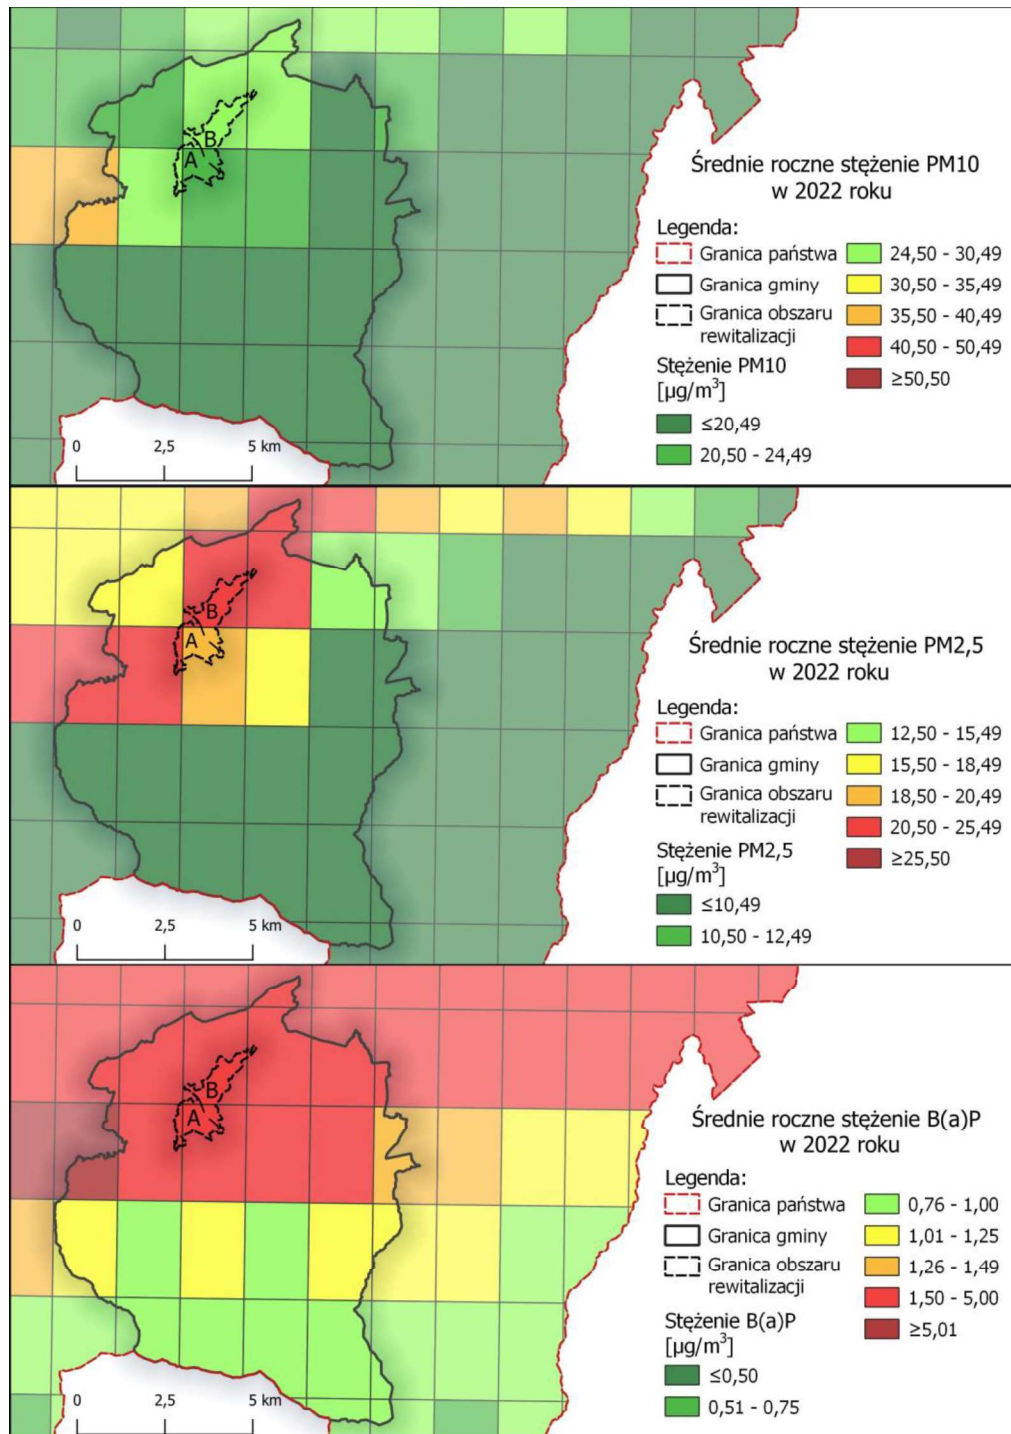 B
A
Średnie roczne stężenie PM10
w 2022 roku
Legenda:
Granica państwa
Granica gminy
Granica obszaru
rewitalizacji
Stężenie PM10
[µg/m³]
≤20,49
20,50 - 24,49
24,50 - 30,49
30,50 - 35,49
35,50 - 40,49
40,50 - 50,49
≥50,50
0 2,5 5 km
B
A
Średnie roczne stężenie PM2,5
w 2022 roku
Legenda:
Granica państwa
Granica gminy
Granica obszaru
rewitalizacji
Stężenie PM2,5
[µg/m³]
≤10,49
10,50 - 12,49
12,50 - 15,49
15,50 - 18,49
18,50 - 20,49
20,50 - 25,49
≥25,50
0 2,5 5 km
B
A
Średnie roczne stężenie B(a)P
w 2022 roku
Legenda:
Granica państwa
Granica gminy
Granica obszaru
rewitalizacji
Stężenie B(a)P
[µg/m³]
≤0,50
0,51 - 0,75
0,76 - 1,00
1,01 - 1,25
1,26 - 1,49
1,50 - 5,00
≥5,01
0 2,5 5 km